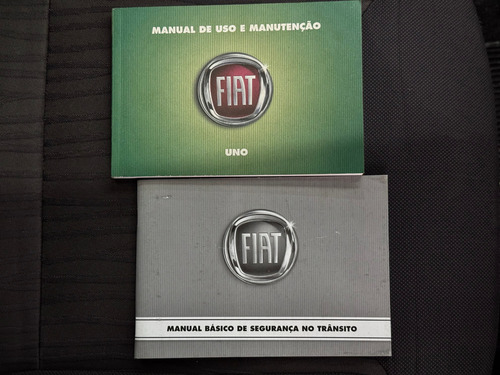 MANUAL DE USO E MANUTENÇÃO
FIAT
UNO
FIAT
MANUAL BÁSICO DE SEGURANÇA NO TRÂNSITO